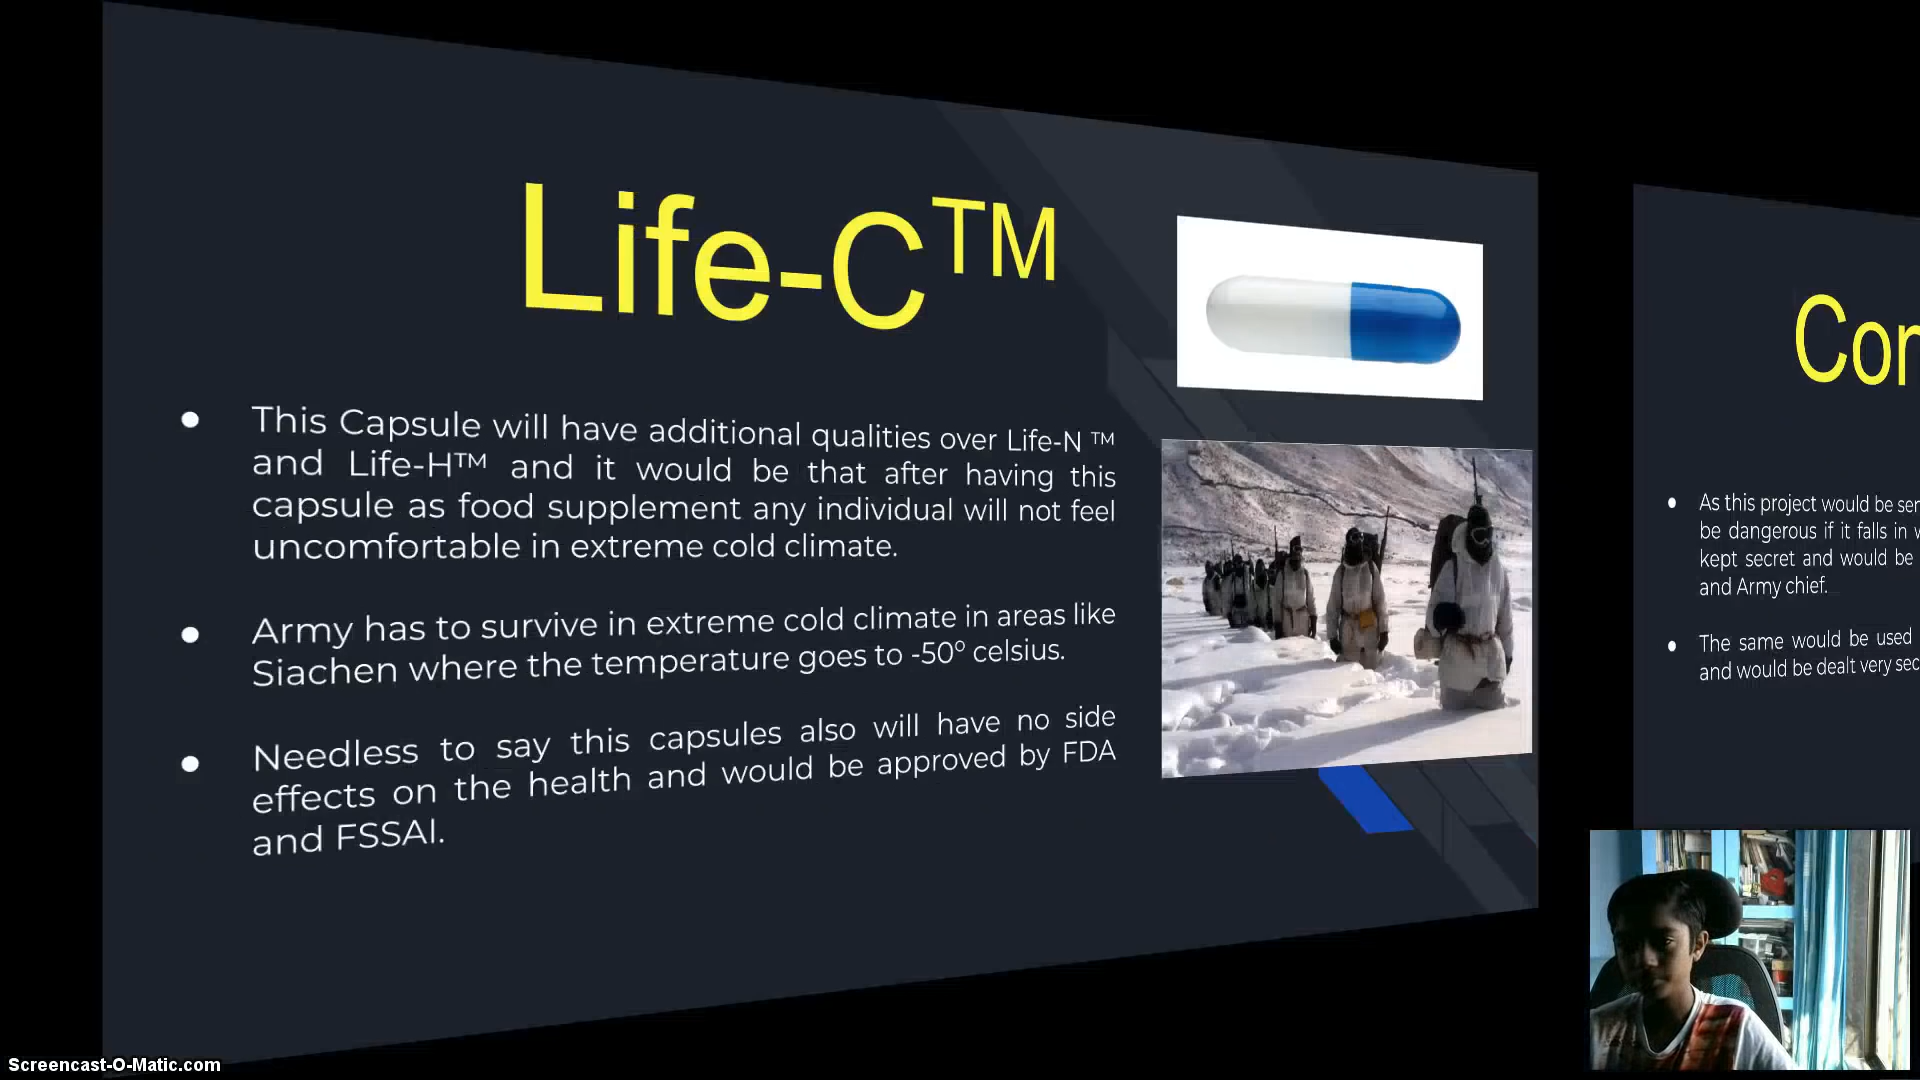 Life-C™
This Capsule will have additional qualities over Life-N ™
and Life-H™ and it would be that after having this
capsule as food supplement any individual will not feel
uncomfortable in extreme cold climate.
Army has to survive in extreme cold climate in areas like
Siachen where the temperature goes to -50º celsius.
Needless to say this capsules also will have no side
effects on the health and would be approved by FDA
and FSSAI.
As this project would be
be dangerous if it falls in
kept secret and would be
and Army chief.
The same would be used
and would be dealt very
Screencast-O-Matic.com